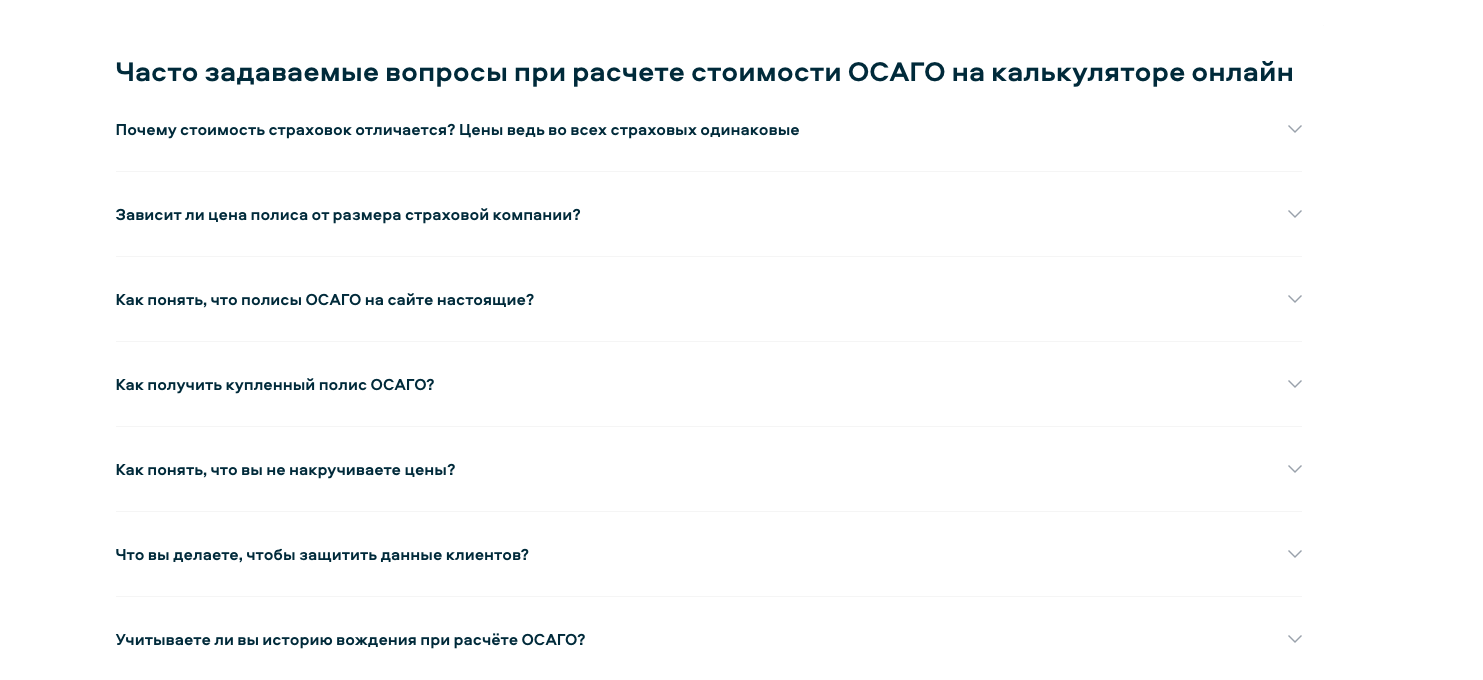 Часто задаваемые вопросы при расчете стоимости ОСАГО на калькуляторе онлайн
Почему стоимость страховок отличается? Цены ведь во всех страховых одинаковые
Зависит ли цена полиса от размера страховой компании?
Как понять, что полисы ОСАГО на сайте настоящие?
Как получить купленный полис ОСАГО?
Как понять, что вы не накручиваете цены?
Что вы делаете, чтобы защитить данные клиентов?
Учитываете ли вы историю вождения при расчёте ОСАГО?